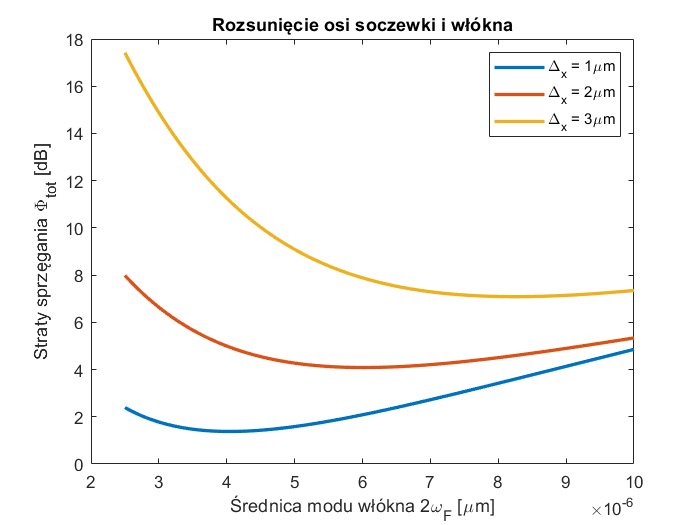 Rozsunięcie osi soczewki i włókna
18
16
14
12
10
8
6
4
2
0
Straty sprzęgania Φtot [dB]
Δx = 1μm
Δx = 2μm
Δx = 3μm
2 3 4 5 6 7 8 9 10
Średnica modu włókna 2ωF [μm]
×10-6